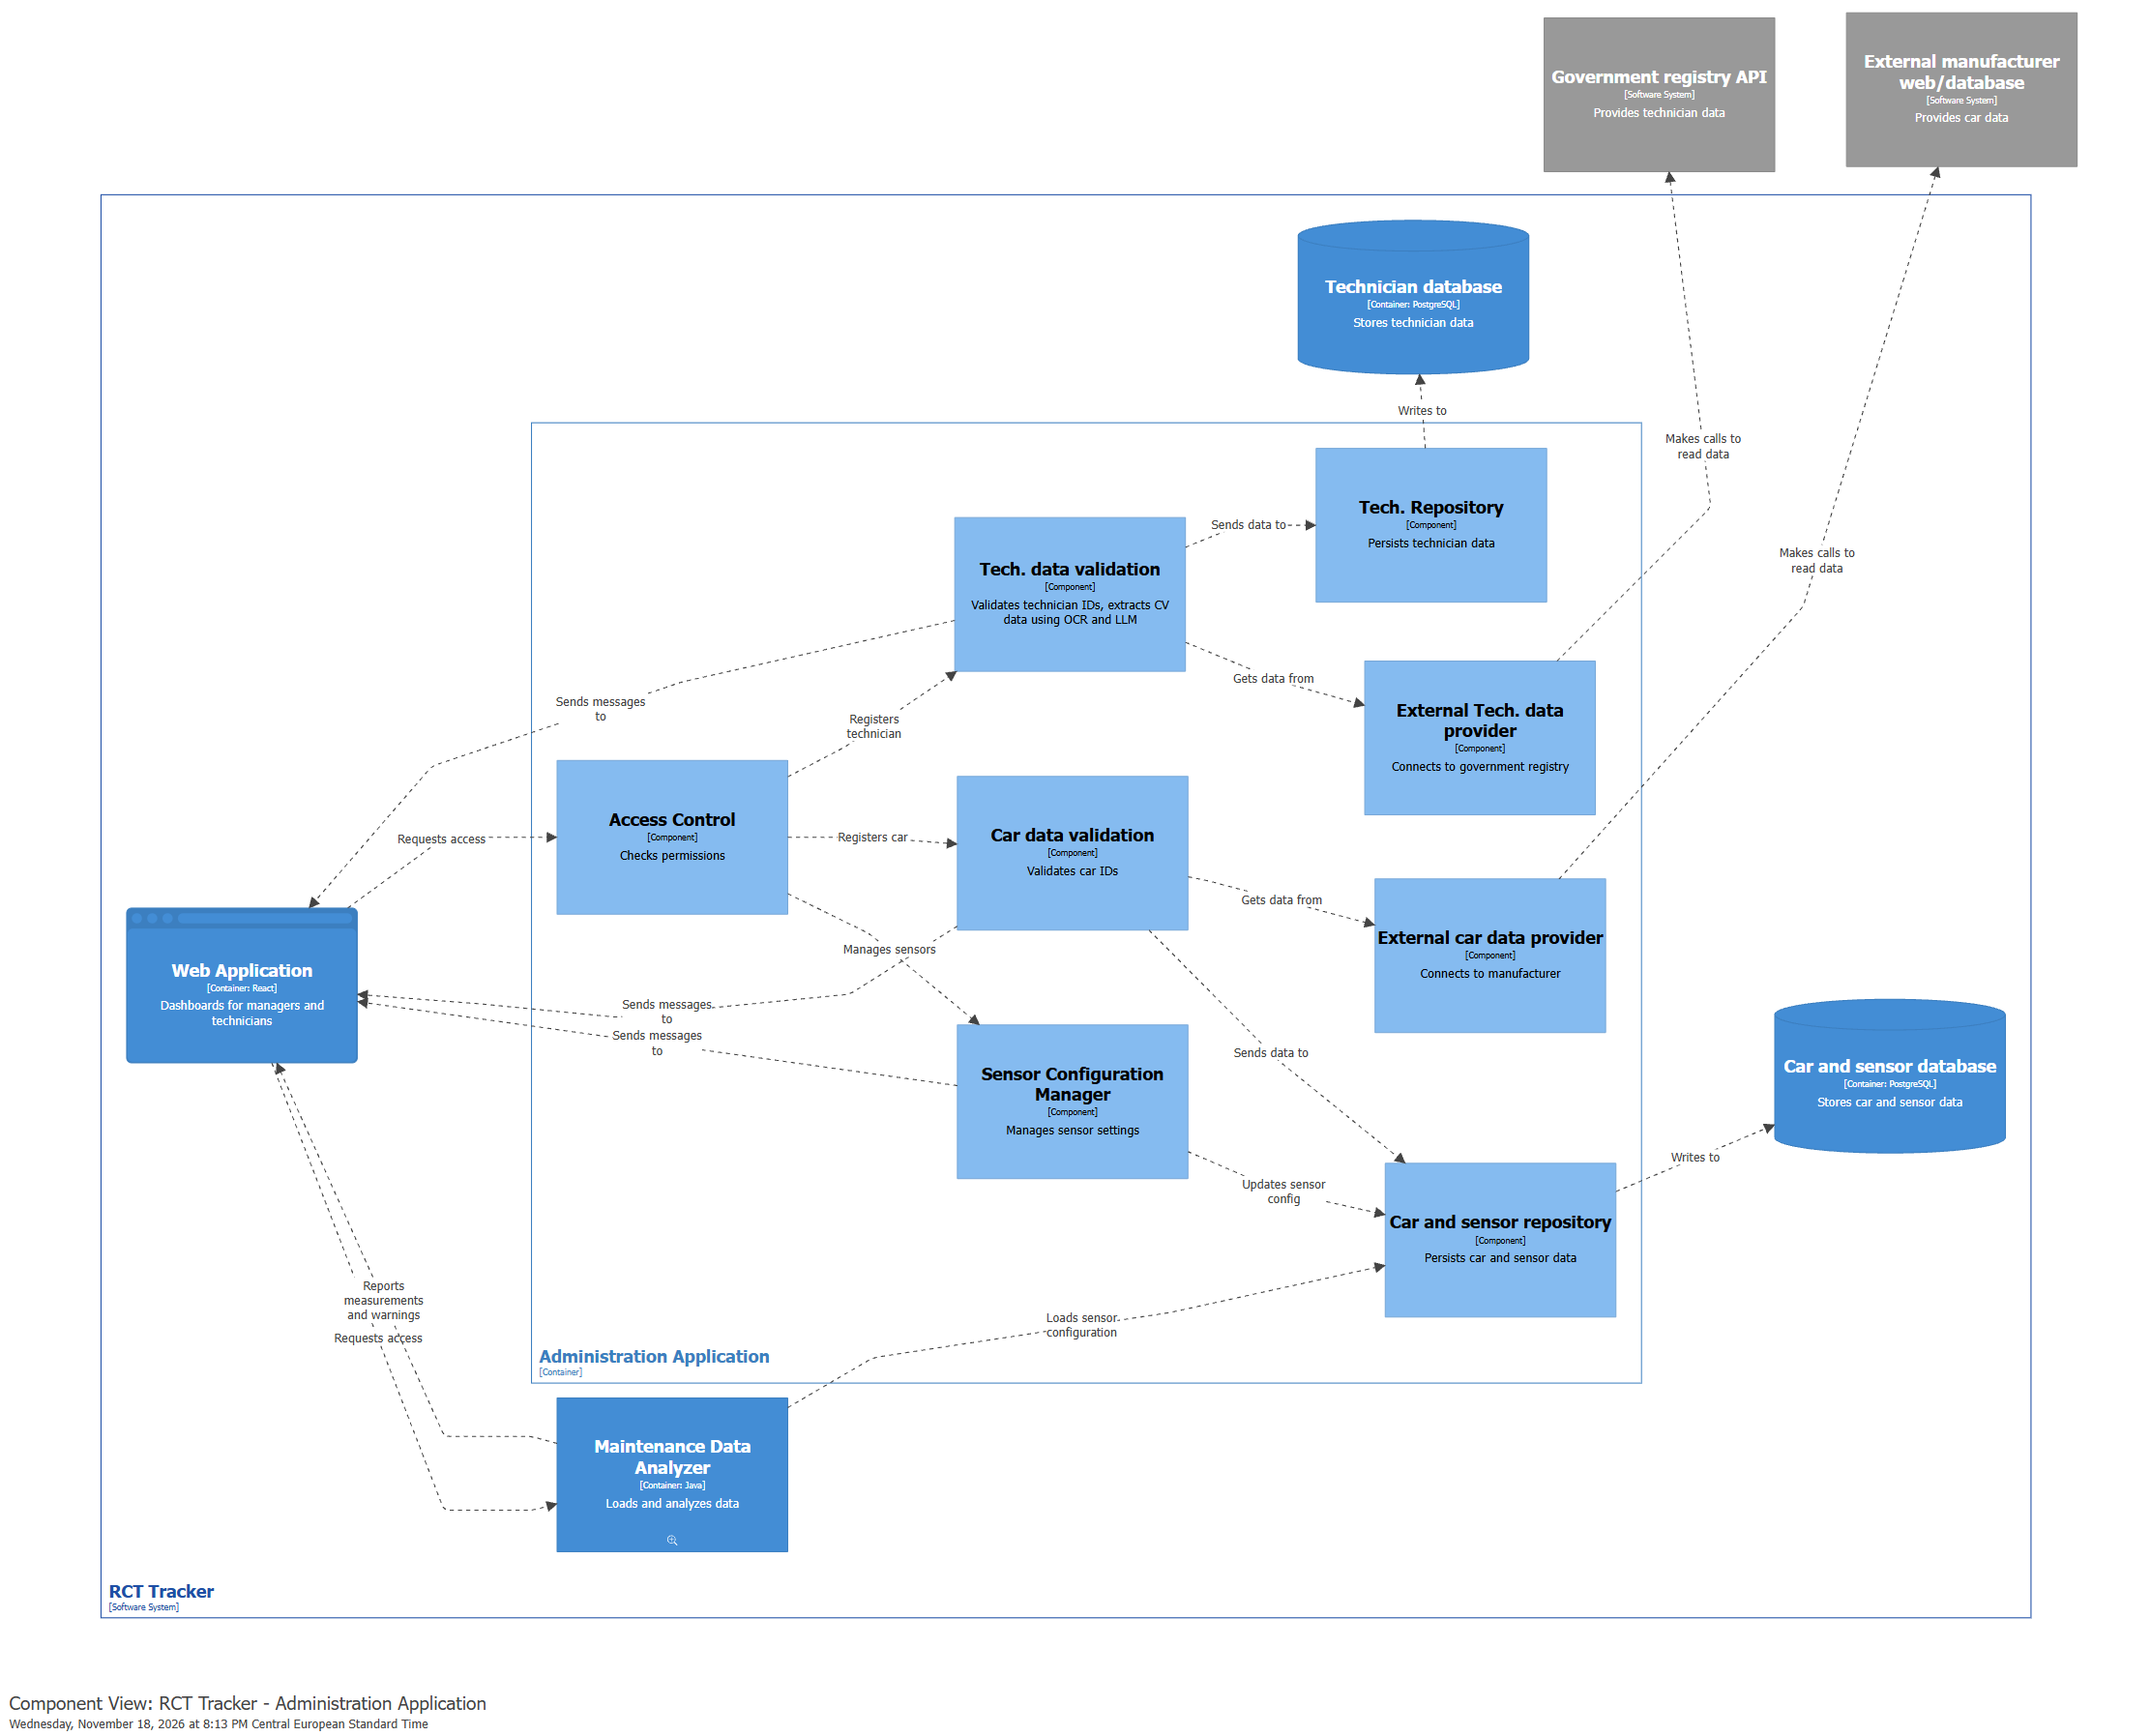 Government registry API
[Software System]
Provides technician data
External manufacturer
web/database
[Software System]
Provides car data
Technician database
[Container: PostgreSQL]
Stores technician data
Writes to
Makes calls to
read data
Makes calls to
read data
Tech. Repository
[Component]
Persists technician data
Sends data to
Tech. data validation
[Component]
Validates technician IDs, extracts CV
data using OCR and LLM
Gets data from
External Tech. data
provider
[Component]
Connects to government registry
Sends messages
to
Registers
technician
Access Control
[Component]
Checks permissions
Requests access
Registers car
Car data validation
[Component]
Validates car IDs
Gets data from
External car data provider
[Component]
Connects to manufacturer
Manages sensors
Web Application
[Container: React]
Dashboards for managers and
technicians
Sends messages
to
Sends messages
to
Sensor Configuration
Manager
[Component]
Manages sensor settings
Sends data to
Car and sensor database
[Container: PostgreSQL]
Stores car and sensor data
Writes to
Updates sensor
config
Car and sensor repository
[Component]
Persists car and sensor data
Reports
measurements
and warnings
Requests access
Loads sensor
configuration
Administration Application
[Container]
Maintenance Data
Analyzer
[Container: Java]
Loads and analyzes data
RCT Tracker
[Software System]
Component View: RCT Tracker - Administration Application
Wednesday, November 18, 2026 at 8:13 PM Central European Standard Time